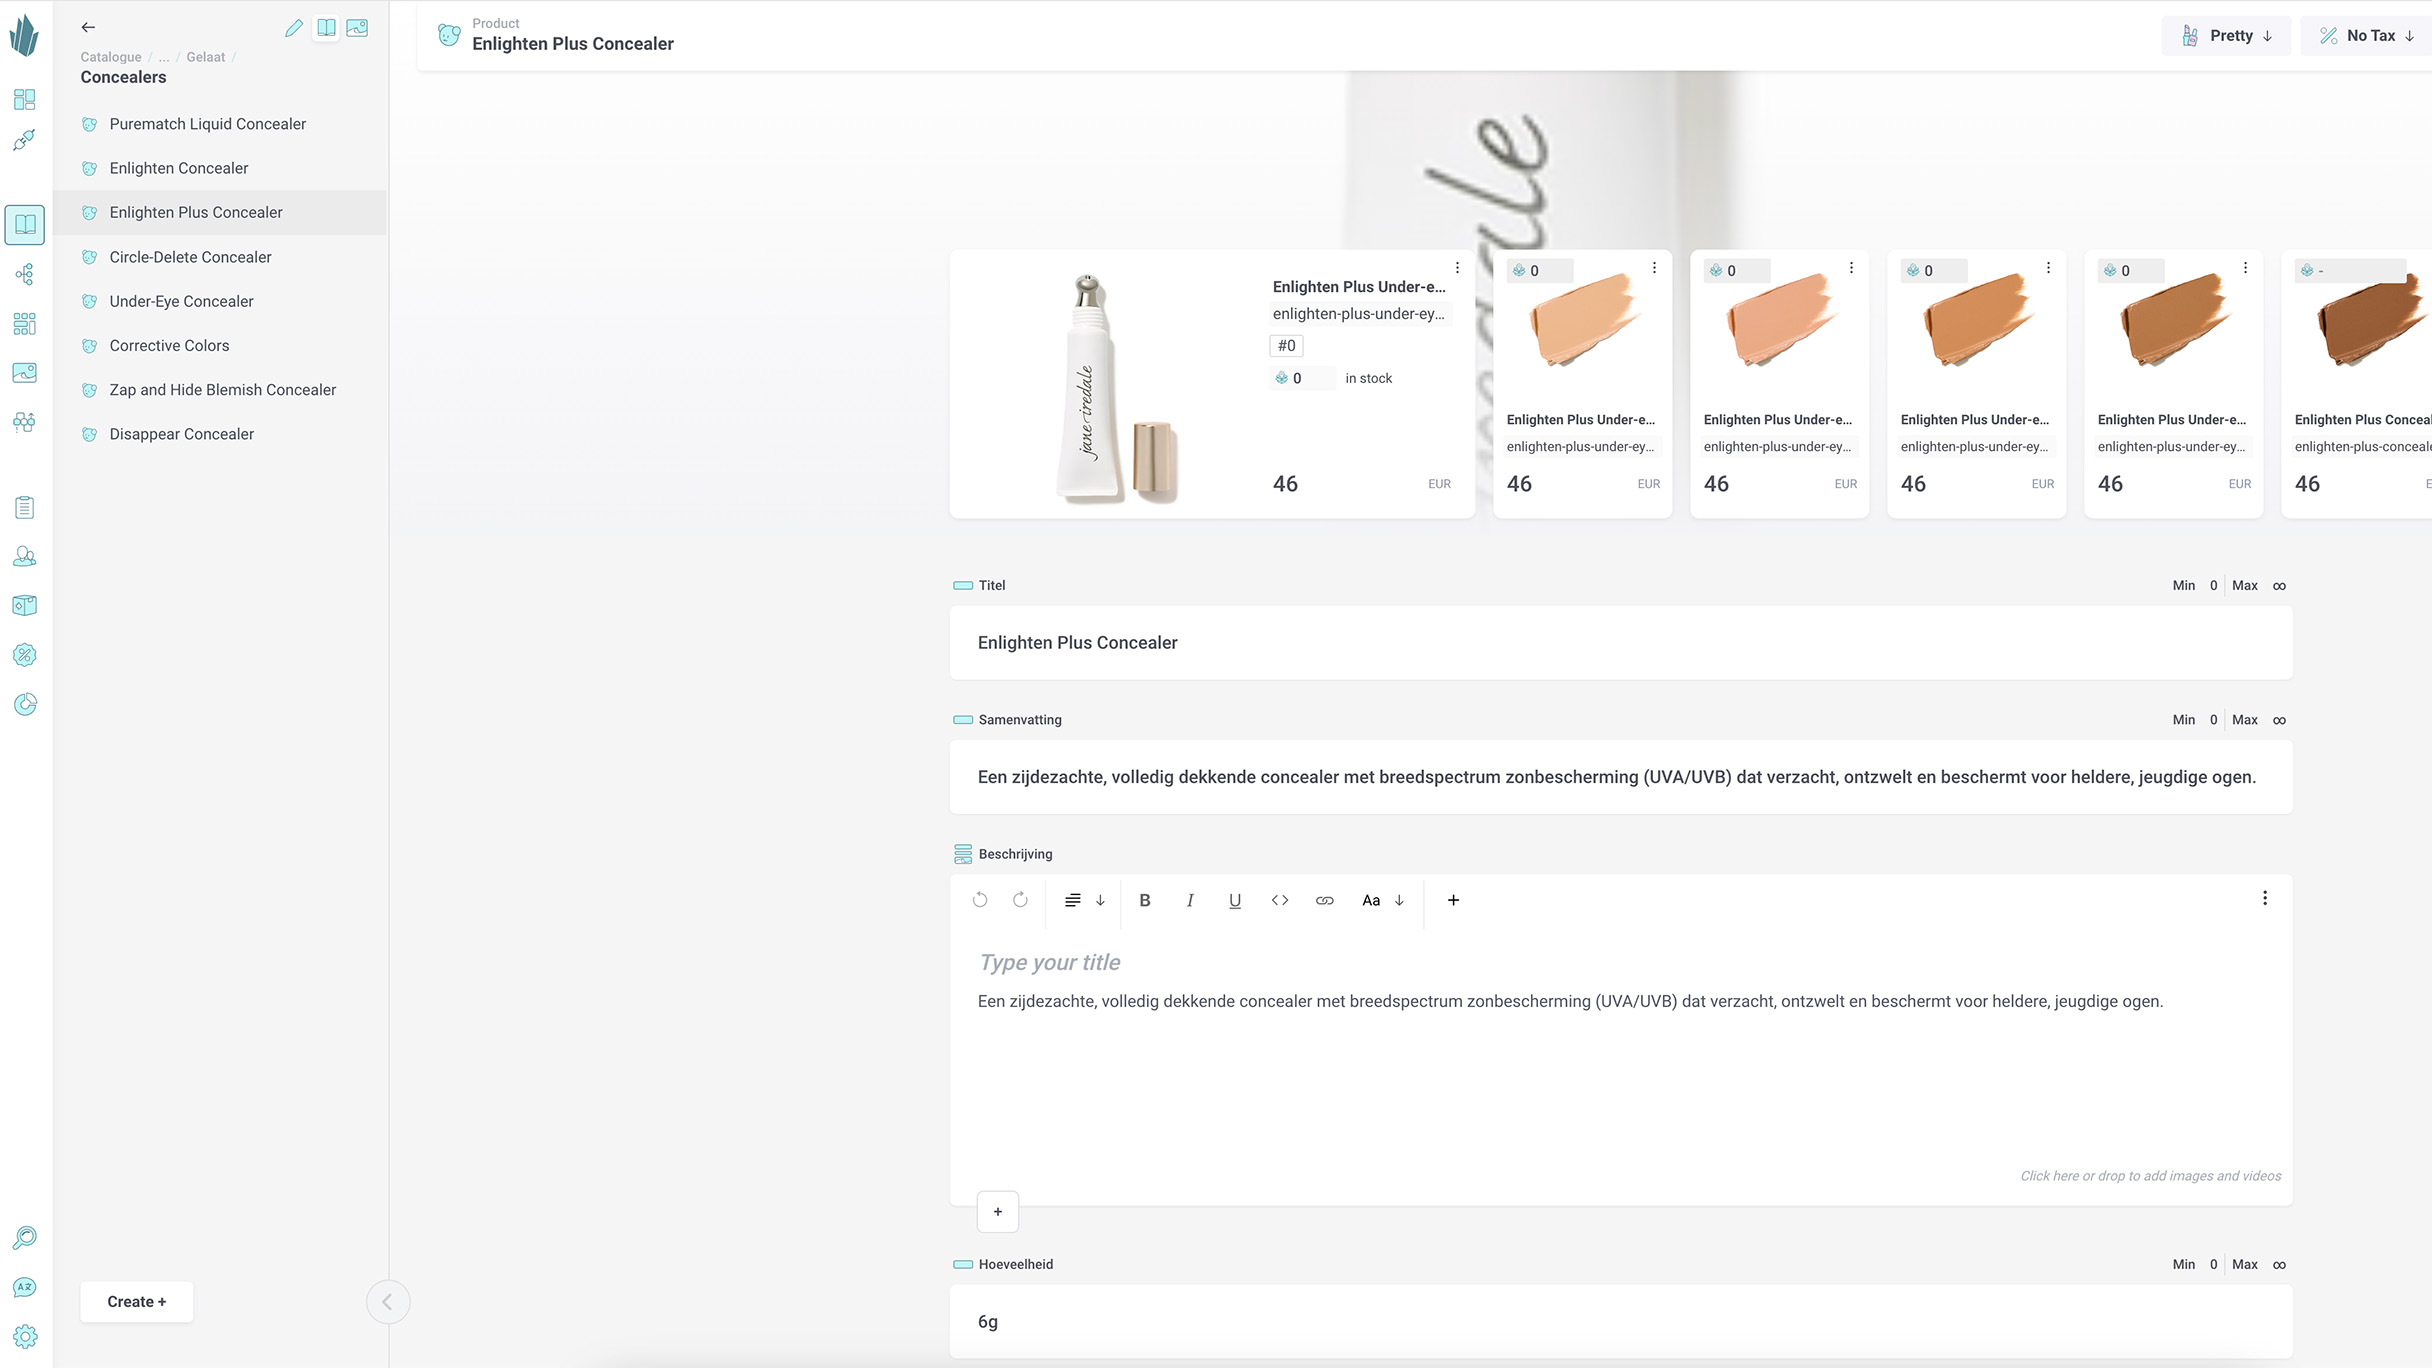 Catalogue / ... / Gelaat /
Concealers
Purematch Liquid Concealer
Enlighten Concealer
Enlighten Plus Concealer
Circle-Delete Concealer
Under-Eye Concealer
Corrective Colors
Zap and Hide Blemish Concealer
Disappear Concealer
Create +
Product
Enlighten Plus Concealer
Pretty ↓
No Tax ↓
jane iredale
Enlighten Plus Under-e...
enlighten-plus-under-ey...
#0
0 in stock
46 EUR
0
Enlighten Plus Under-e...
enlighten-plus-under-ey...
46 EUR
0
Enlighten Plus Under-e...
enlighten-plus-under-ey...
46 EUR
0
Enlighten Plus Under-e...
enlighten-plus-under-ey...
46 EUR
0
Enlighten Plus Under-e...
enlighten-plus-under-ey...
46 EUR
-
Enlighten Plus Conceal
enlighten-plus-conceale
46 E
Titel Min 0 Max ∞
Enlighten Plus Concealer
Samenvatting Min 0 Max ∞
Een zijdezachte, volledig dekkende concealer met breedspectrum zonbescherming (UVA/UVB) dat verzacht, ontzwelt en beschermt voor heldere, jeugdige ogen.
Beschrijving
B I U <> Aa ↓ +
Type your title
Een zijdezachte, volledig dekkende concealer met breedspectrum zonbescherming (UVA/UVB) dat verzacht, ontzwelt en beschermt voor heldere, jeugdige ogen.
Click here or drop to add images and videos
+
Hoeveelheid Min 0 Max ∞
6g